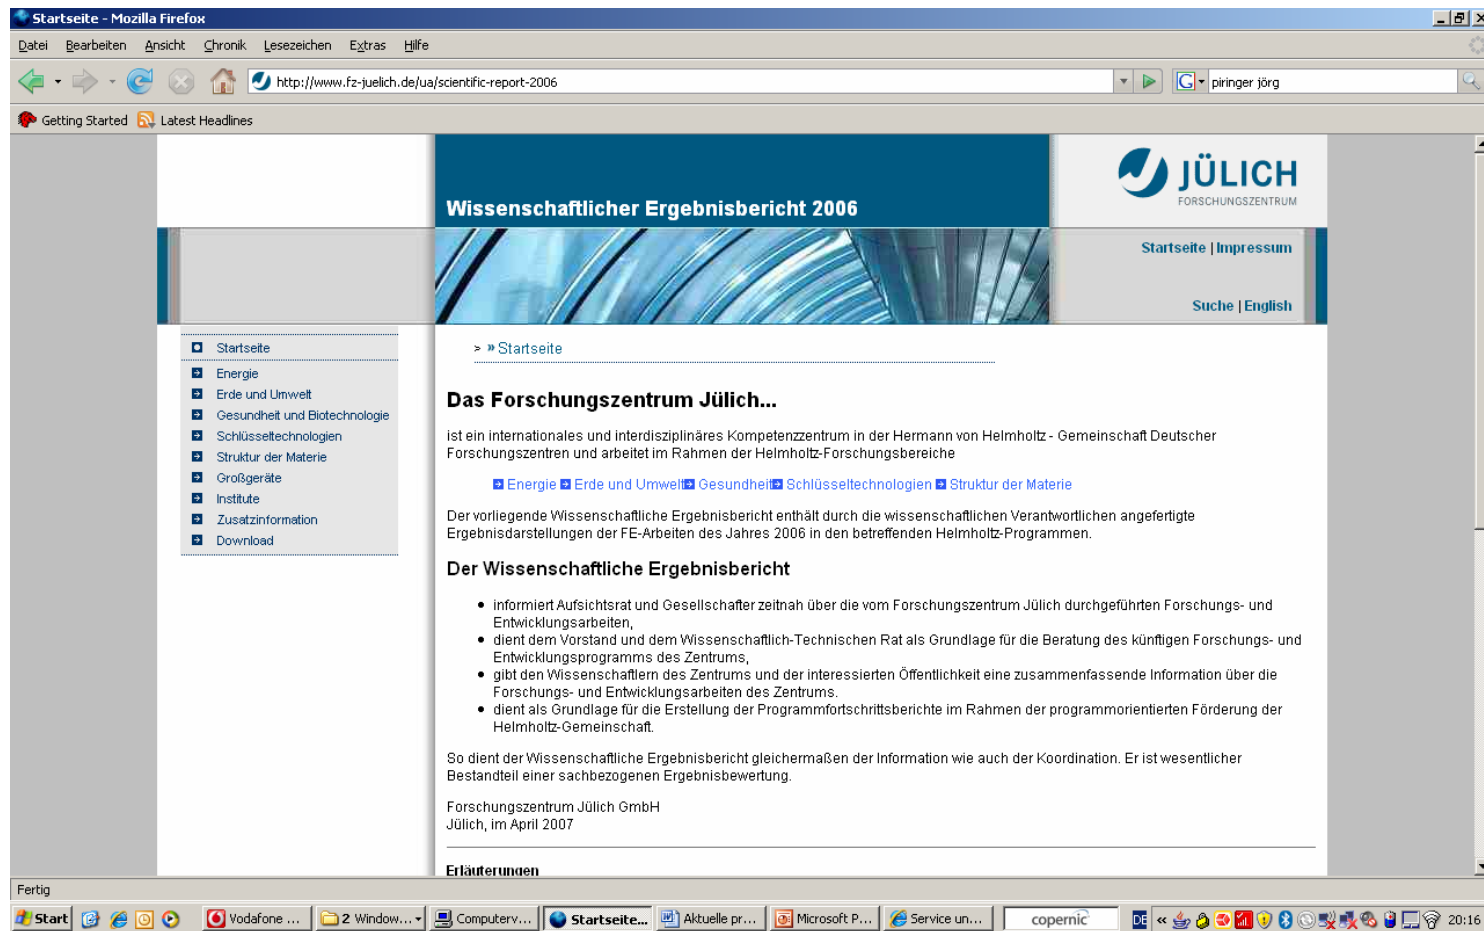 Startseite - Mozilla Firefox
Datei Bearbeiten Ansicht Chronik Lesezeichen Extras Hilfe
http://www.fz-juelich.de/ua/scientific-report-2006
G piringer jörg
Getting Started Latest Headlines
Wissenschaftlicher Ergebnisbericht 2006
JÜLICH
FORSCHUNGSZENTRUM
Startseite | Impressum
Suche | English
Startseite
Energie
Erde und Umwelt
Gesundheit und Biotechnologie
Schlüsseltechnologien
Struktur der Materie
Großgeräte
Institute
Zusatzinformation
Download
> » Startseite
Das Forschungszentrum Jülich...
ist ein internationales und interdisziplinäres Kompetenzzentrum in der Hermann von Helmholtz - Gemeinschaft Deutscher
Forschungszentren und arbeitet im Rahmen der Helmholtz-Forschungsbereiche
Energie Erde und Umwelt Gesundheit Schlüsseltechnologien Struktur der Materie
Der vorliegende Wissenschaftliche Ergebnisbericht enthält durch die wissenschaftlichen Verantwortlichen angefertigte
Ergebnisdarstellungen der FE-Arbeiten des Jahres 2006 in den betreffenden Helmholtz-Programmen.
Der Wissenschaftliche Ergebnisbericht
• informiert Aufsichtsrat und Gesellschafter zeitnah über die vom Forschungszentrum Jülich durchgeführten Forschungs- und
Entwicklungsarbeiten,
• dient dem Vorstand und dem Wissenschaftlich-Technischen Rat als Grundlage für die Beratung des künftigen Forschungs- und
Entwicklungsprogramms des Zentrums,
• gibt den Wissenschaftlern des Zentrums und der interessierten Öffentlichkeit eine zusammenfassende Information über die
Forschungs- und Entwicklungsarbeiten des Zentrums.
• dient als Grundlage für die Erstellung der Programmfortschrittsberichte im Rahmen der programmorientierten Förderung der
Helmholtz-Gemeinschaft.
So dient der Wissenschaftliche Ergebnisbericht gleichermaßen der Information wie auch der Koordination. Er ist wesentlicher
Bestandteil einer sachbezogenen Ergebnisbewertung.
Forschungszentrum Jülich GmbH
Jülich, im April 2007
Erläuterungen
Fertig
Start Vodafone ... 2 Window... Computerv... Startseite... Aktuelle pr... Microsoft P... Service un... copernic DE « 20:16